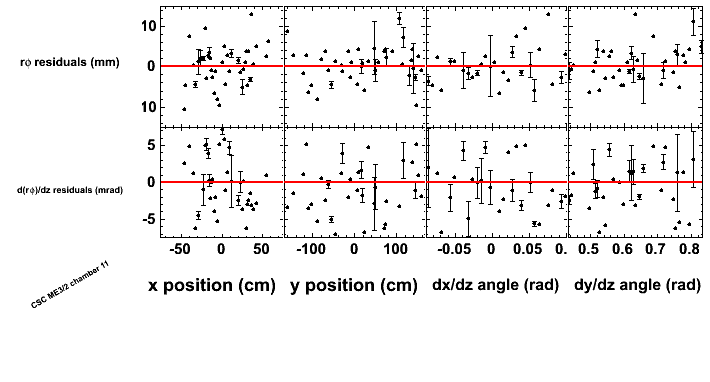 10
rφ residuals (mm)
0
10
5
d(rφ)/dz residuals (mrad)
0
-5
-50 0 50 -100 0 100 -0.05 0 0.05 0. 0.5 0.6 0.7 0.8
CSC ME3/2 chamber 11
x position (cm) y position (cm) dx/dz angle (rad) dy/dz angle (rad)